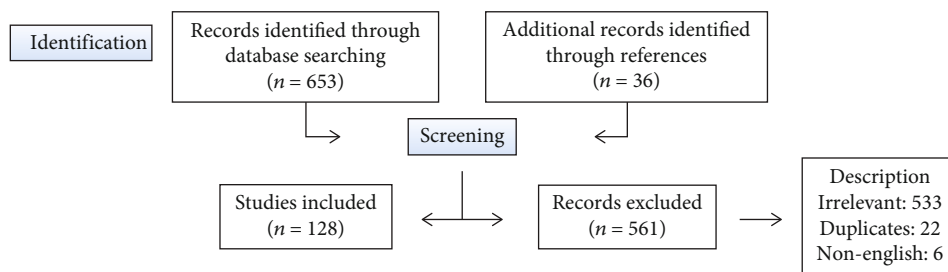 Identification
Records identified through
database searching
(n = 653)
Additional records identified
through references
(n = 36)
Screening
Studies included
(n = 128)
Records excluded
(n = 561)
Description
Irrelevant: 533
Duplicates: 22
Non-english: 6